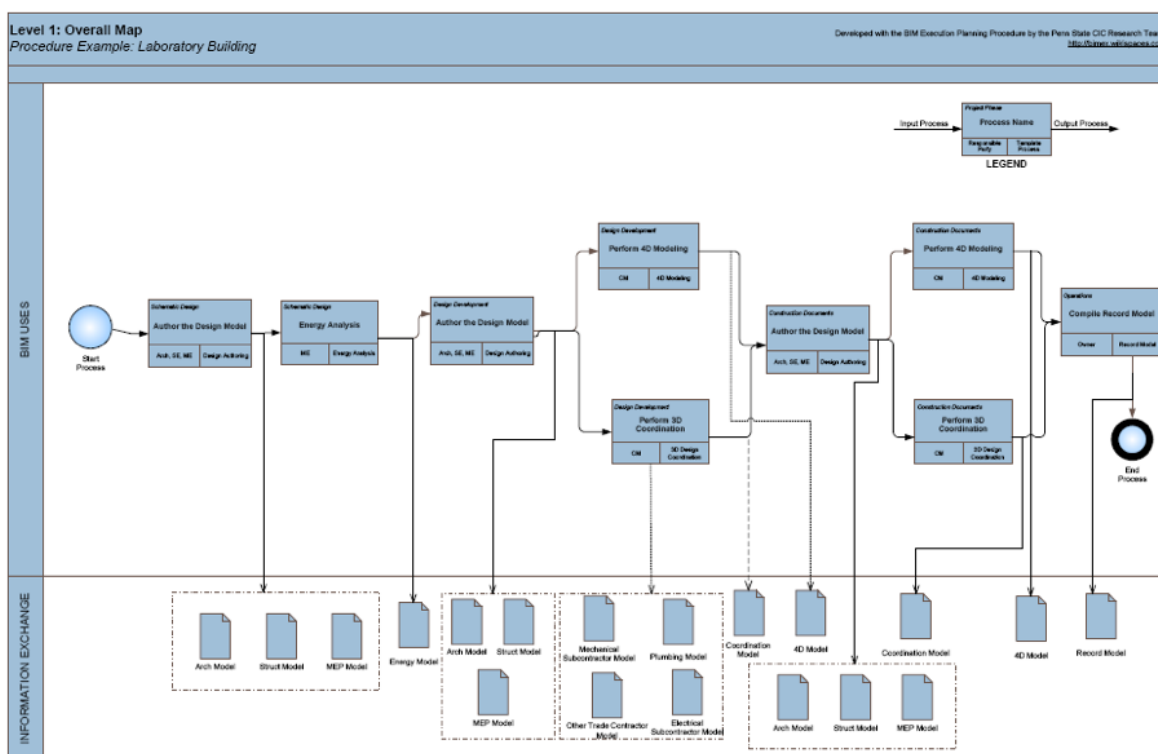 Level 1: Overall Map
Procedure Example: Laboratory Building
Developed with the BIM Execution Planning Procedure by the Penn State CIC Research Tea
http://bimex.wikispaces.co
BIM USES
Project Phase
Input Process
Process Name
Output Process
Responsible Party
Template Process
LEGEND
Start
Process
Schematic Design
Author the Design Model
Arch, SE, ME
Design Authoring
Schematic Design
Energy Analysis
ME
Energy Analysis
Design Development
Author the Design Model
Arch, SE, ME
Design Authoring
Design Development
Perform 4D Modeling
CM
4D Modeling
Design Development
Perform 3D
Coordination
CM
3D Design
Coordination
Construction Documents
Author the Design Model
Arch, SE, ME
Design Authoring
Construction Documents
Perform 4D Modeling
CM
4D Modeling
Construction Documents
Perform 3D
Coordination
CM
3D Design
Coordination
Operations
Compile Record Model
Owner
Record Model
End
Process
INFORMATION EXCHANGE
Arch Model
Struct Model
MEP Model
Energy Model
Arch Model
Struct Model
MEP Model
Mechanical
Subcontractor Model
Plumbing Model
Other Trade Contractor
Model
Electrical
Subcontractor Model
Coordination
Model
4D Model
Arch Model
Struct Model
MEP Model
Coordination Model
4D Model
Record Model